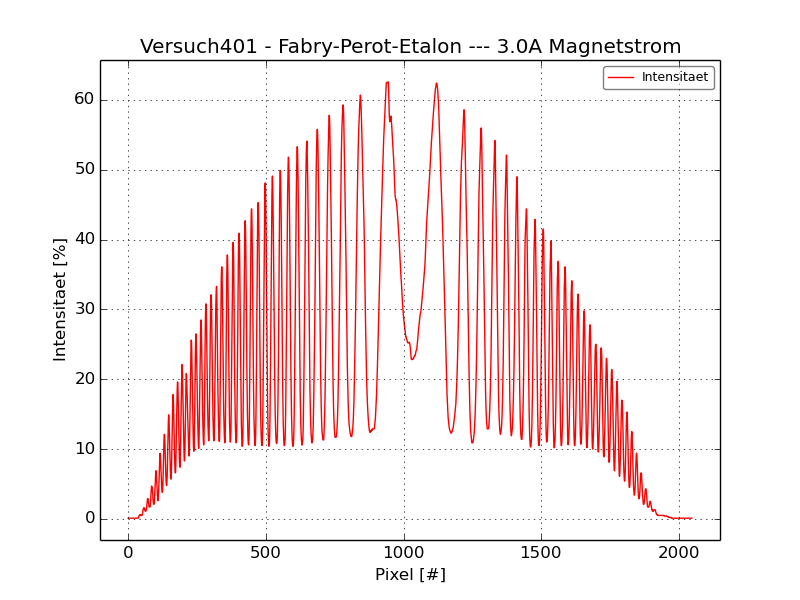 Versuch401 - Fabry-Perot-Etalon --- 3.0A Magnetstrom
Intensitaet
60
50
40
30
20
10
0
Intensitaet [%]
0 500 1000 1500 2000
Pixel [#]